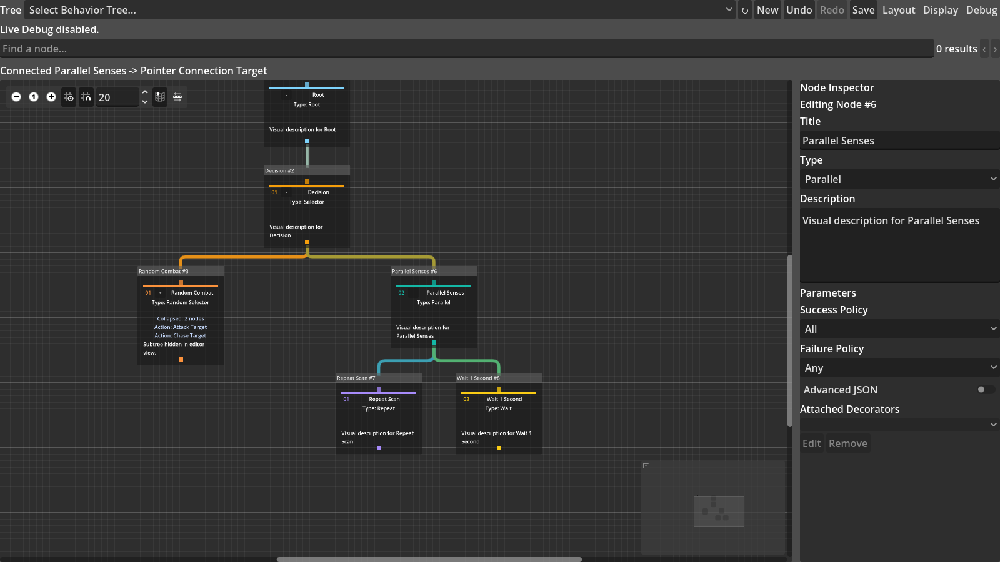 Tree Select Behavior Tree... New Undo Redo Save Layout Display Debug
Live Debug disabled.
Find a node...
0 results
Connected Parallel Senses -> Pointer Connection Target
1
20
- Root
Type: Root
Visual description for Root
Decision #2
01 - Decision
Type: Selector
Visual description for
Decision
Random Combat #3
01 + Random Combat
Type: Random Selector
Collapsed: 2 nodes
Action: Attack Target
Action: Chase Target
Subtree hidden in editor
view.
Parallel Senses #6
02 - Parallel Senses
Type: Parallel
Visual description for
Parallel Senses
Repeat Scan #7
01 Repeat Scan
Type: Repeat
Visual description for Repeat
Scan
Wait 1 Second #8
02 Wait 1 Second
Type: Wait
Visual description for Wait 1
Second
Node Inspector
Editing Node #6
Title
Parallel Senses
Type
Parallel
Description
Visual description for Parallel Senses
Parameters
Success Policy
All
Failure Policy
Any
Advanced JSON
Attached Decorators
Edit Remove